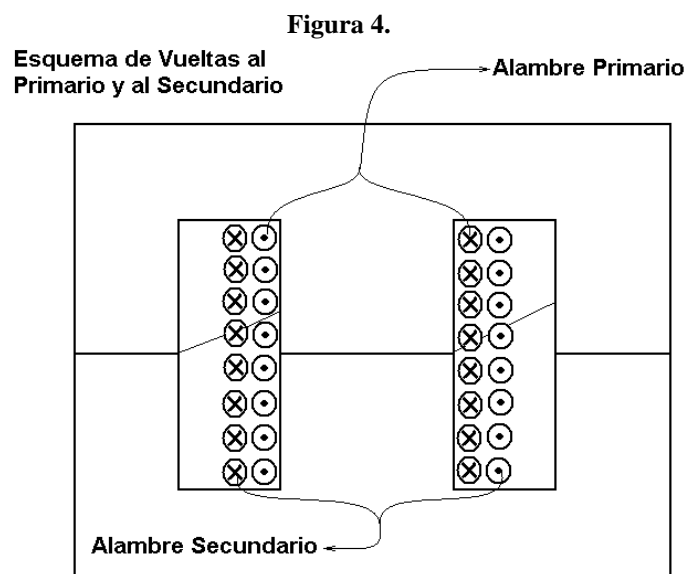 Figura 4.
Esquema de Vueltas al
Primario y al Secundario
Alambre Primario
Alambre Secundario